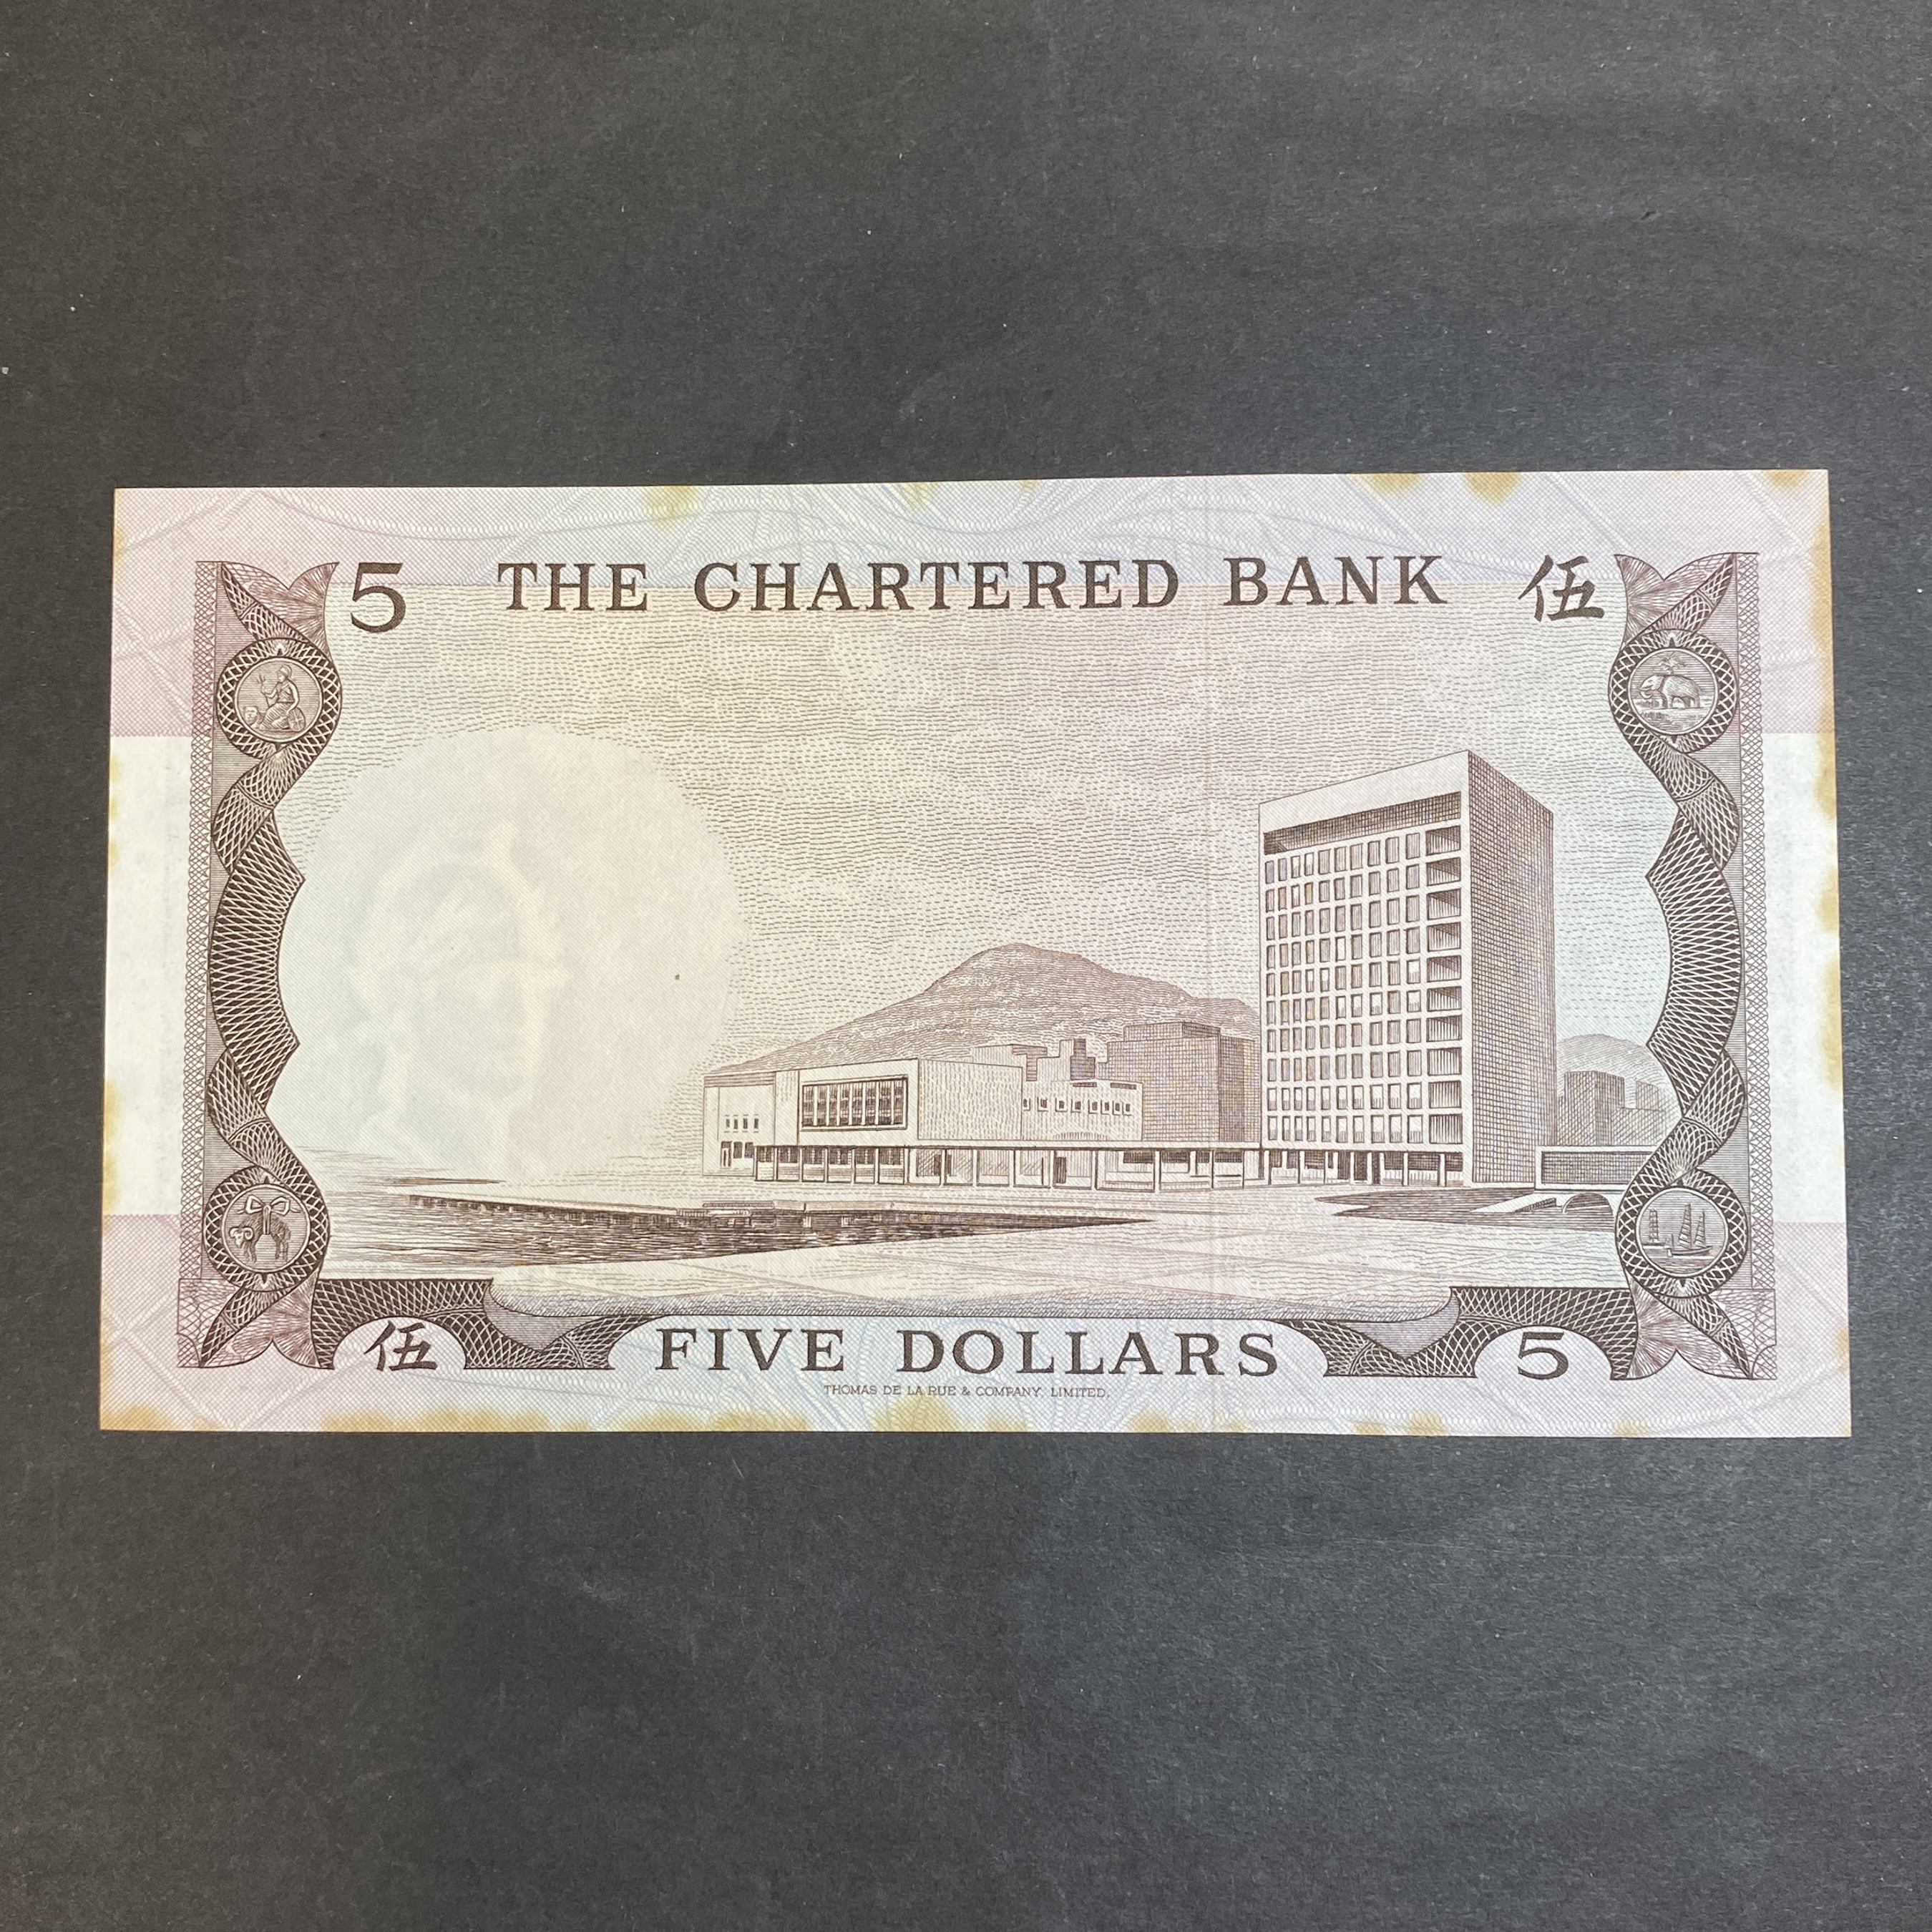 5 THE CHARTERED BANK 伍
伍 FIVE DOLLARS 5
THOMAS DE LA RUE & COMPANY, LIMITED.